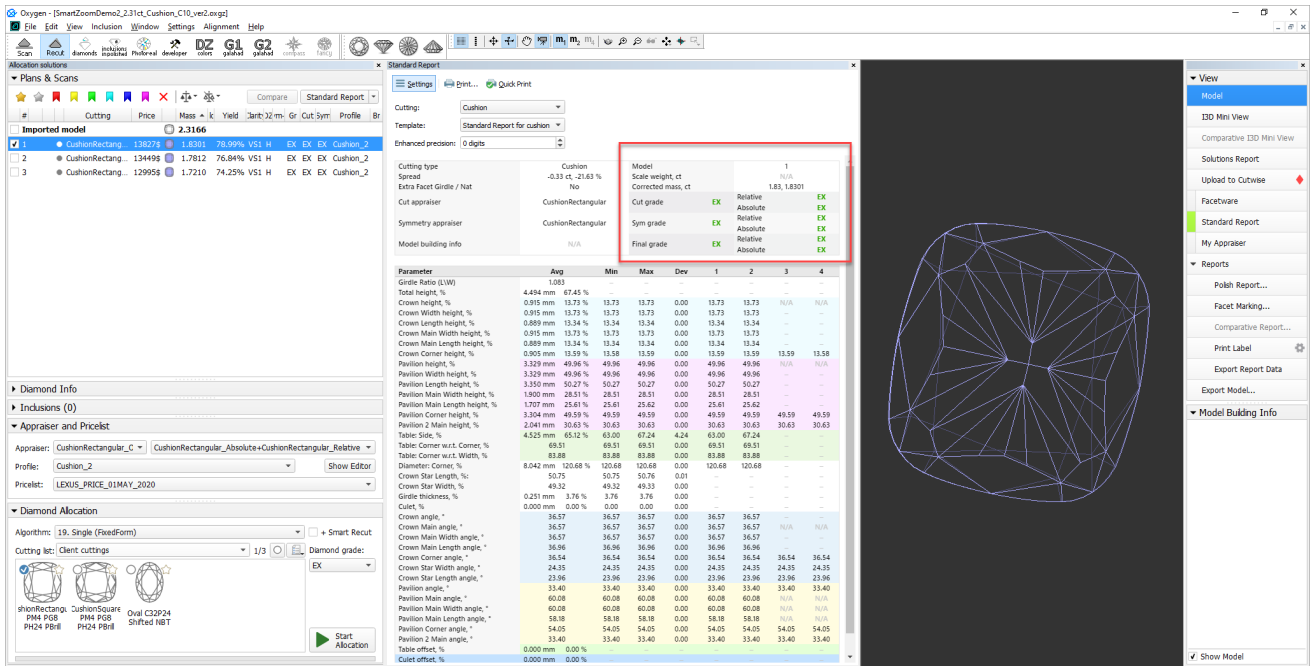 Oxygen - [SmartZoomDemo2_2.31ct_Cushion_C10_ver2.oxgz]
File Edit View Inclusion Window Settings Alignment Help
Scan Recut diamonds inclusions unpolished Photoreal developer DZ colors G1 galahad G2 galahad compass fancy m1 m2 m1
Allocation solutions
Plans & Scans
Compare Standard Report
# Cutting Price Mass Yield Gr Cut Sym Profile Br
Imported model 2.3166
1 CushionRectang... 13827$ 1.8301 78.99% VS1 H EX EX EX Cushion_2
2 CushionRectang... 13449$ 1.7812 76.84% VS1 H EX EX EX Cushion_2
3 CushionRectang... 12995$ 1.7210 74.25% VS1 H EX EX EX Cushion_2
Diamond Info
Inclusions (0)
Appraiser and Pricelist
Appraiser: CushionRectangular_C CushionRectangular_Absolute+CushionRectangular_Relative
Profile: Cushion_2 Show Editor
Pricelist: LEXUS_PRICE_01MAY_2020
Diamond Allocation
Algorithm: 19. Single (FixedForm) + Smart Recut
Cutting list: Client cuttings 1/3 Diamond grade:
EX
shionRectangu PM4 PG8 PH24 PBrill
CushionSquare PM4 PG8 PH24 PBrill
Oval C32P24 Shifted NBT
Start Allocation
Standard Report
Settings Print... Quick Print
Cutting: Cushion
Template: Standard Report for cushion
Enhanced precision: 0 digits
Cutting type Cushion Model 1
Spread -0.33 ct, -21.63 % Scale weight, ct N/A
Extra Facet Girdle / Nat No Corrected mass, ct 1.83, 1.8301
Cut appraiser CushionRectangular Cut grade EX Relative EX
Absolute EX
Symmetry appraiser CushionRectangular Sym grade EX Relative EX
Absolute EX
Model building info N/A Final grade EX Relative EX
Absolute EX
Parameter Avg Min Max Dev 1 2 3 4
Girdle Ratio (L\W) 1.083
Total height, % 4.494 mm 67.45 %
Crown height, % 0.915 mm 13.73 % 13.73 13.73 0.00 13.73 13.73 N/A N/A
Crown Width height, % 0.915 mm 13.73 % 13.73 13.73 0.00 13.73 13.73
Crown Length height, % 0.889 mm 13.34 % 13.34 13.34 0.00 13.34 13.34
Crown Main Width height, % 0.915 mm 13.73 % 13.73 13.73 0.00 13.73 13.73
Crown Main Length height, % 0.889 mm 13.34 % 13.34 13.34 0.00 13.34 13.34
Crown Corner height, % 0.905 mm 13.59 % 13.58 13.59 0.00 13.59 13.59 13.59 13.58
Pavilion height, % 3.329 mm 49.96 % 49.96 49.96 0.00 49.96 49.96 N/A N/A
Pavilion Width height, % 3.329 mm 49.96 % 49.96 49.96 0.00 49.96 49.96
Pavilion Length height, % 3.350 mm 50.27 % 50.27 50.27 0.00 50.27 50.27
Pavilion Main Width height, % 1.900 mm 28.51 % 28.51 28.51 0.00 28.51 28.51
Pavilion Main Length height, % 1.707 mm 25.61 % 25.61 25.62 0.00 25.61 25.62
Pavilion Corner height, % 3.304 mm 49.59 % 49.59 49.59 0.00 49.59 49.59 49.59 49.59
Pavilion 2 Main height, % 2.041 mm 30.63 % 30.63 30.63 0.00 30.63 30.63 30.63 30.63
Table: Side, % 4.525 mm 65.12 % 63.00 67.24 4.24 63.00 67.24
Table: Corner w.r.t. Corner, % 69.51 69.51 69.51 0.00 69.51 69.51
Table: Corner w.r.t. Width, % 83.88 83.88 83.88 0.00 83.88 83.88
Diameter: Corner, % 8.042 mm 120.68 % 120.68 120.68 0.00 120.68 120.68
Crown Star Length, %: 50.75 50.75 50.76 0.01
Crown Star Width, % 49.32 49.32 49.33 0.00
Girdle thickness, % 0.251 mm 3.76 % 3.76 3.76 0.00
Culet, % 0.000 mm 0.00 % 0.00 0.00 0.00
Crown angle, ° 36.57 36.57 36.57 0.00 36.57 36.57
Crown Main angle, ° 36.57 36.57 36.57 0.00 36.57 36.57 N/A N/A
Crown Main Width angle, ° 36.57 36.57 36.57 0.00 36.57 36.57
Crown Main Length angle, ° 36.96 36.96 36.96 0.00 36.96 36.96
Crown Corner angle, ° 36.54 36.54 36.54 0.00 36.54 36.54 36.54 36.54
Crown Star Width angle, ° 24.35 24.35 24.35 0.00 24.35 24.35 24.35 24.35
Crown Star Length angle, ° 23.96 23.96 23.96 0.00 23.96 23.96 23.96 23.96
Pavilion angle, ° 33.40 33.40 33.40 0.00 33.40 33.40 33.40 33.40
Pavilion Main angle, ° 60.08 60.08 60.08 0.00 60.08 60.08 N/A N/A
Pavilion Main Width angle, ° 60.08 60.08 60.08 0.00 60.08 60.08 N/A N/A
Pavilion Main Length angle, ° 58.18 58.18 58.18 0.00 58.18 58.18 N/A N/A
Pavilion Corner angle, ° 54.05 54.05 54.05 0.00 54.05 54.05 54.05 54.05
Pavilion 2 Main angle, ° 33.40 33.40 33.40 0.00 33.40 33.40 33.40 33.40
Table offset, % 0.000 mm 0.00 %
Culet offset, % 0.000 mm 0.00 %
View
Model
I3D Mini View
Comparative I3D Mini View
Solutions Report
Upload to Cutwise
Facetware
Standard Report
My Appraiser
Reports
Polish Report...
Facet Marking...
Comparative Report...
Print Label
Export Report Data
Export Model...
Model Building Info
Show Model